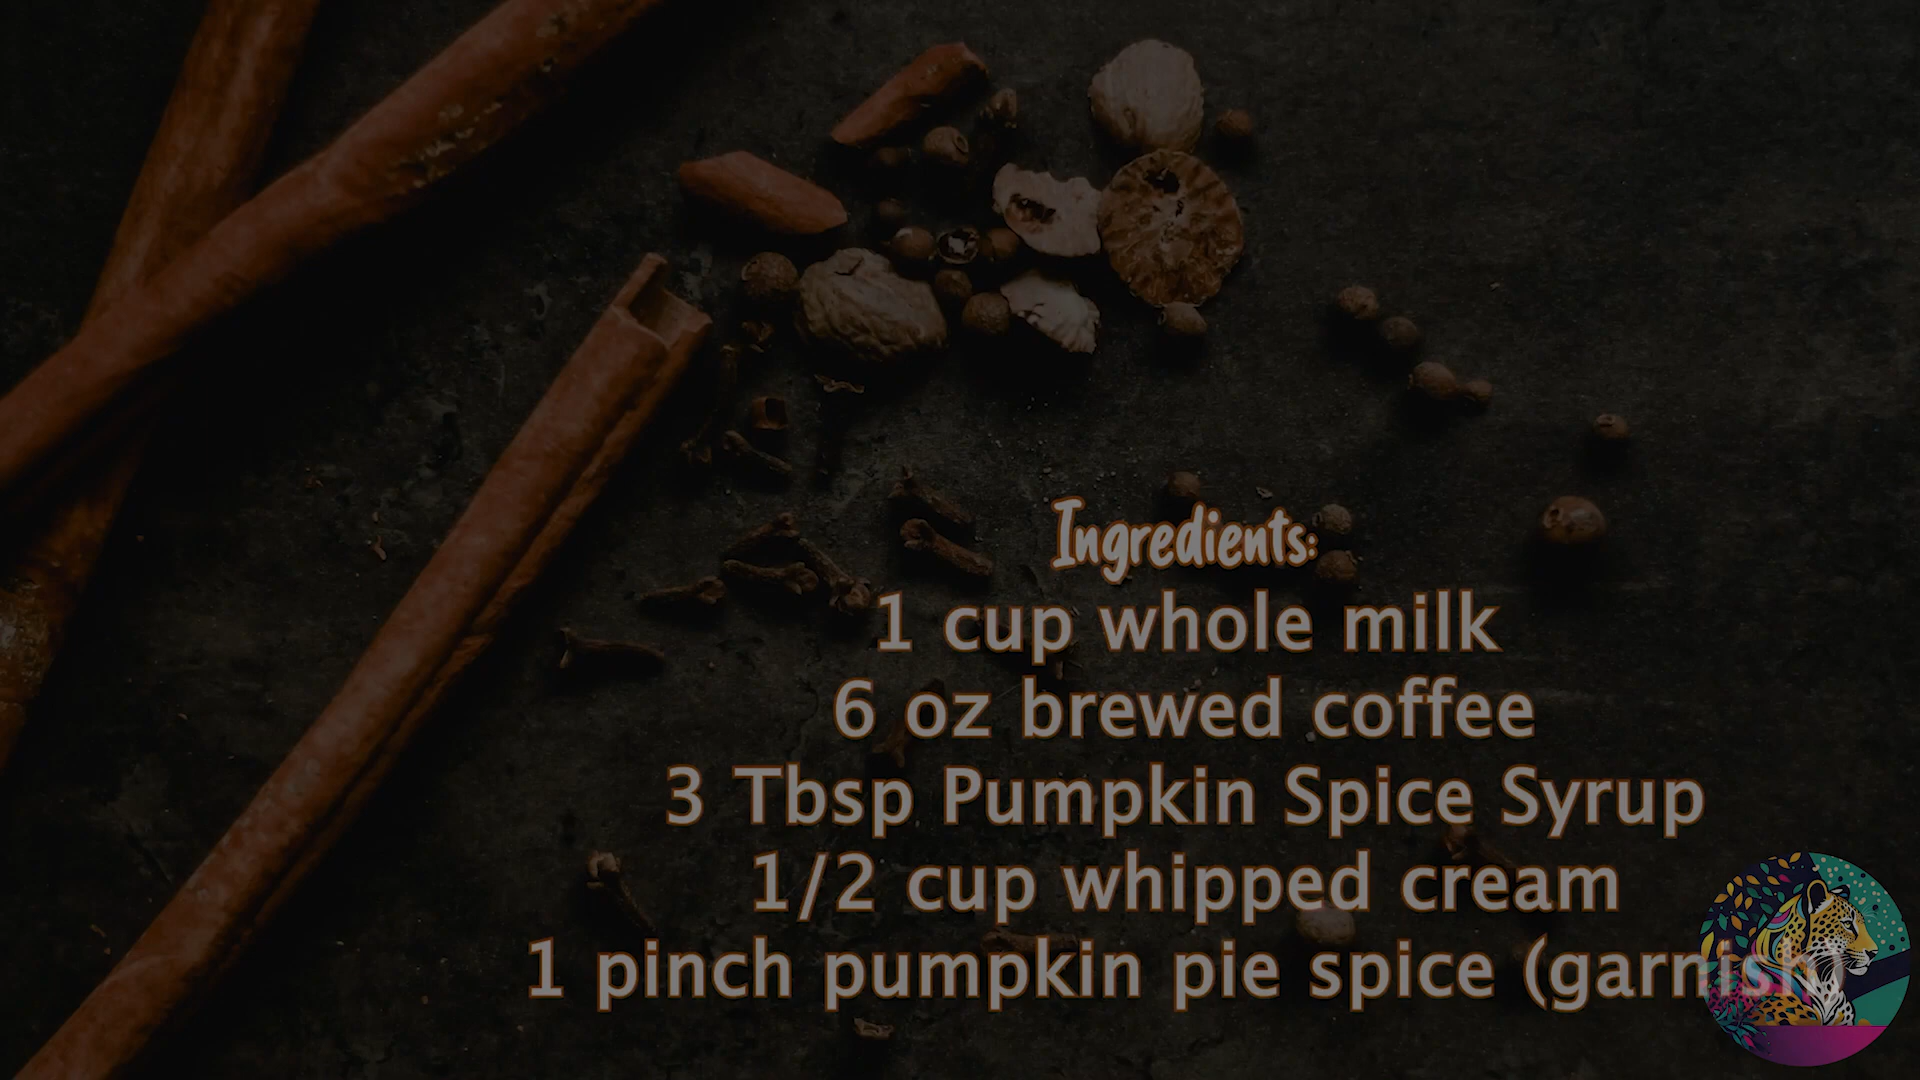 Ingredients:
1 cup whole milk
6 oz brewed coffee
3 Tbsp Pumpkin Spice Syrup
1/2 cup whipped cream
1 pinch pumpkin pie spice (garnish)